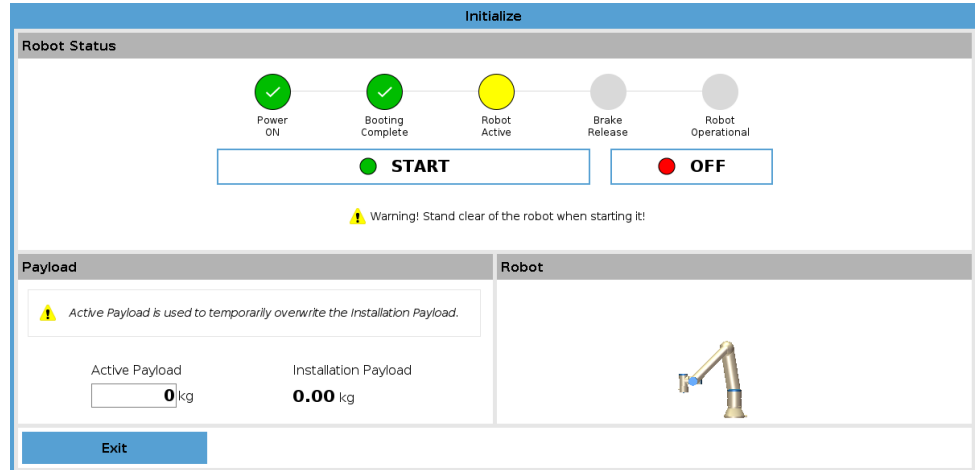 Initialize
Robot Status
Power
ON
Booting
Complete
Robot
Active
Brake
Release
Robot
Operational
START
OFF
Warning! Stand clear of the robot when starting it!
Payload
Active Payload is used to temporarily overwrite the Installation Payload.
Active Payload
0 kg
Installation Payload
0.00 kg
Robot
Exit